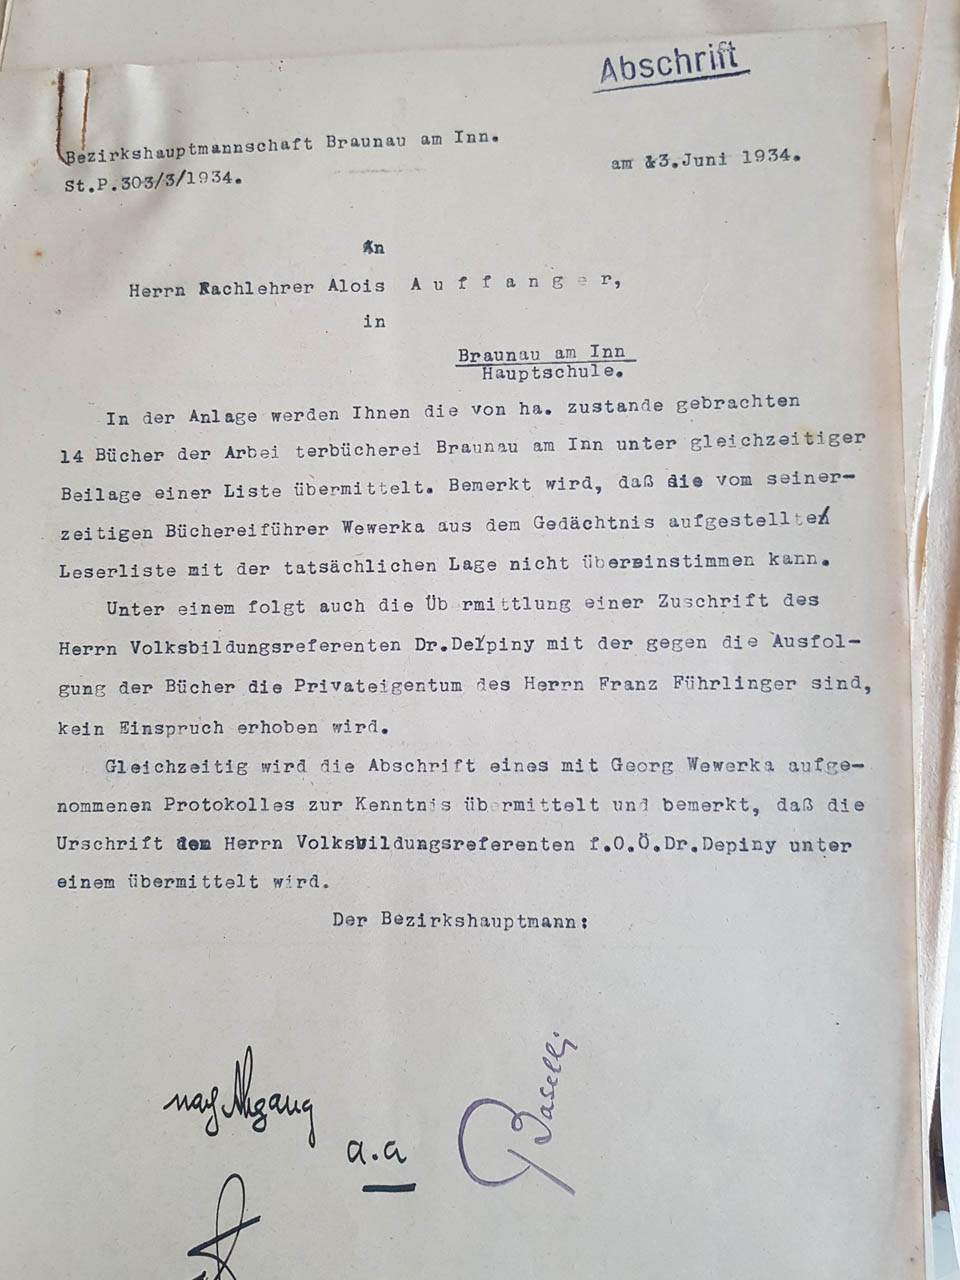 Abschrift
Bezirkshauptmannschaft Braunau am Inn.
am 23.Juni 1934.
St.P.303/3/1934.
An
Herrn Fachlehrer Alois A u f f a n g e r,
in
Braunau am Inn
Hauptschule.
In der Anlage werden Ihnen die von ha. zustande gebrachten
14 Bücher der Arbei terbücherei Braunau am Inn unter gleichzeitiger
Beilage einer Liste übermittelt. Bemerkt wird, daß die vom seiner-
zeitigen Büchereiführer Wewerka aus dem Gedächtnis aufgestellte
Leserliste mit der tatsächlichen Lage nicht übereinstimmen kann.
Unter einem folgt auch die Üb rmittlung einer Zuschrift des
Herrn Volksbildungsreferenten Dr.Depiny mit der gegen die Ausfol-
gung der Bücher die Privateigentum des Herrn Franz Führlinger sind,
kein Einspruch erhoben wird.
Gleichzeitig wird die Abschrift eines mit Georg Wewerka aufge-
nommenen Protokolles zur Kenntnis übermittelt und bemerkt, daß die
Urschrift dem Herrn Volksbildungsreferenten f.O.Ö.Dr.Depiny unter
einem übermittelt wird.
Der Bezirkshauptmann:
nach Abgang
a.a